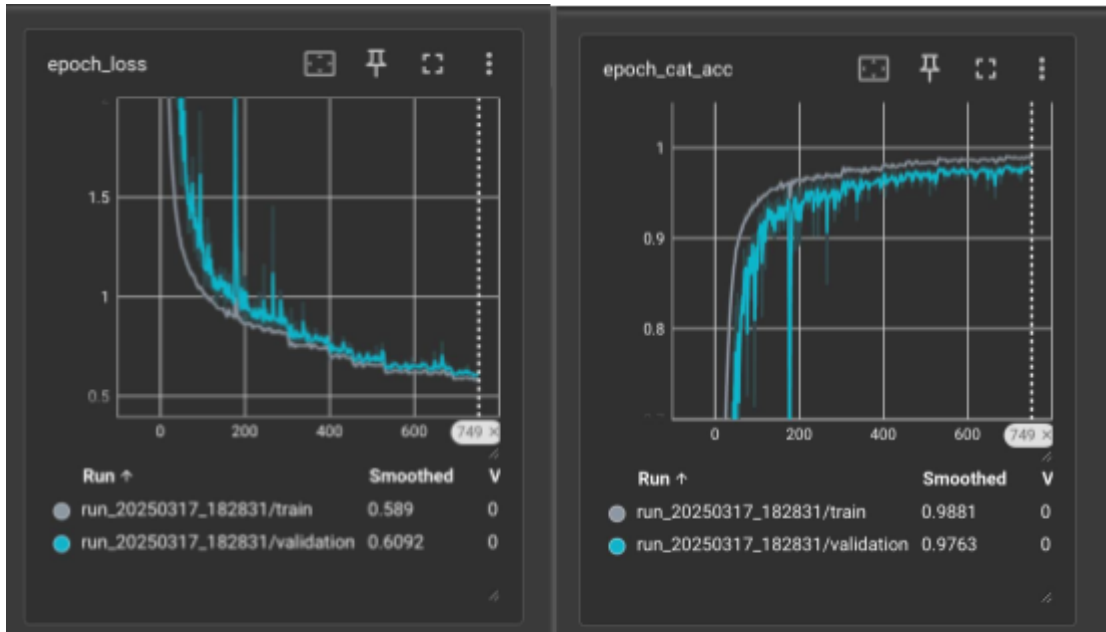 epoch_loss
1.5
1
0.5
0
200
400
600
749 ×
Run ↑ Smoothed V
run_20250317_182831/train 0.589 0
run_20250317_182831/validation 0.6092 0
epoch_cat_acc
1
0.9
0.8
0
200
400
600
749 ×
Run ↑ Smoothed V
run_20250317_182831/train 0.9881 0
run_20250317_182831/validation 0.9763 0